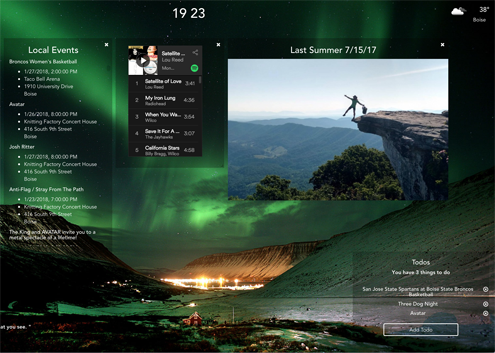 19 23
38°
Boise
Local Events
Broncos Women's Basketball
1/27/2018, 2:00:00 PM
Taco Bell Arena
1910 University Drive
Boise
Avatar
1/26/2018, 8:00:00 PM
Knitting Factory Concert House
416 South 9th Street
Boise
Josh Ritter
1/27/2018, 8:00:00 PM
Knitting Factory Concert House
416 South 9th Street
Boise
Anti-Flag / Stray From The Path
1/23/2018, 7:00:00 PM
Knitting Factory Concert House
416 South 9th Street
Boise
The King and AVATAR invite you to a
metal spectacle of a lifetime!
at you see. "
Satellite ...
Lou Reed
1 Satellite of Love 3:41
Lou Reed
2 My Iron Lung 4:36
Radiohead
3 When You Wa... 3:54
Wilco
4 Save It For A ... 3:07
The Jayhawks
5 California Stars 4:58
Billy Bragg, Wilco
Last Summer 7/15/17
Todos
You have 3 things to do
San Jose State Spartans at Boise State Broncos
Basketball
Three Dog Night
Avatar
Add Todo